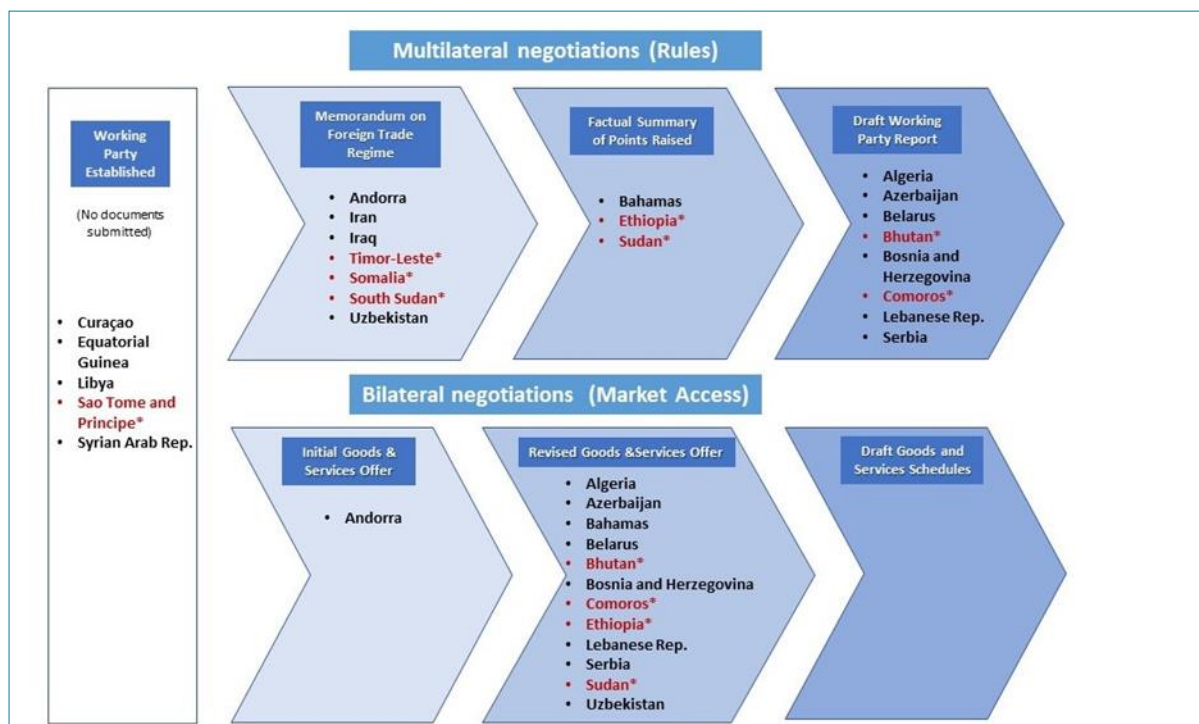 Multilateral negotiations (Rules)
Working
Party
Established
(No documents
submitted)
• Curaçao
• Equatorial
Guinea
• Libya
• Sao Tome and
Principe*
• Syrian Arab Rep.
Memorandum on
Foreign Trade
Regime
• Andorra
• Iran
• Iraq
• Timor-Leste*
• Somalia*
• South Sudan*
• Uzbekistan
Factual Summary
of Points Raised
• Bahamas
• Ethiopia*
• Sudan*
Draft Working
Party Report
• Algeria
• Azerbaijan
• Belarus
• Bhutan*
• Bosnia and
Herzegovina
• Comoros*
• Lebanese Rep.
• Serbia
Bilateral negotiations (Market Access)
Initial Goods &
Services Offer
• Andorra
Revised Goods &Services Offer
• Algeria
• Azerbaijan
• Bahamas
• Belarus
• Bhutan*
• Bosnia and Herzegovina
• Comoros*
• Ethiopia*
• Lebanese Rep.
• Serbia
• Sudan*
• Uzbekistan
Draft Goods and
Services Schedules